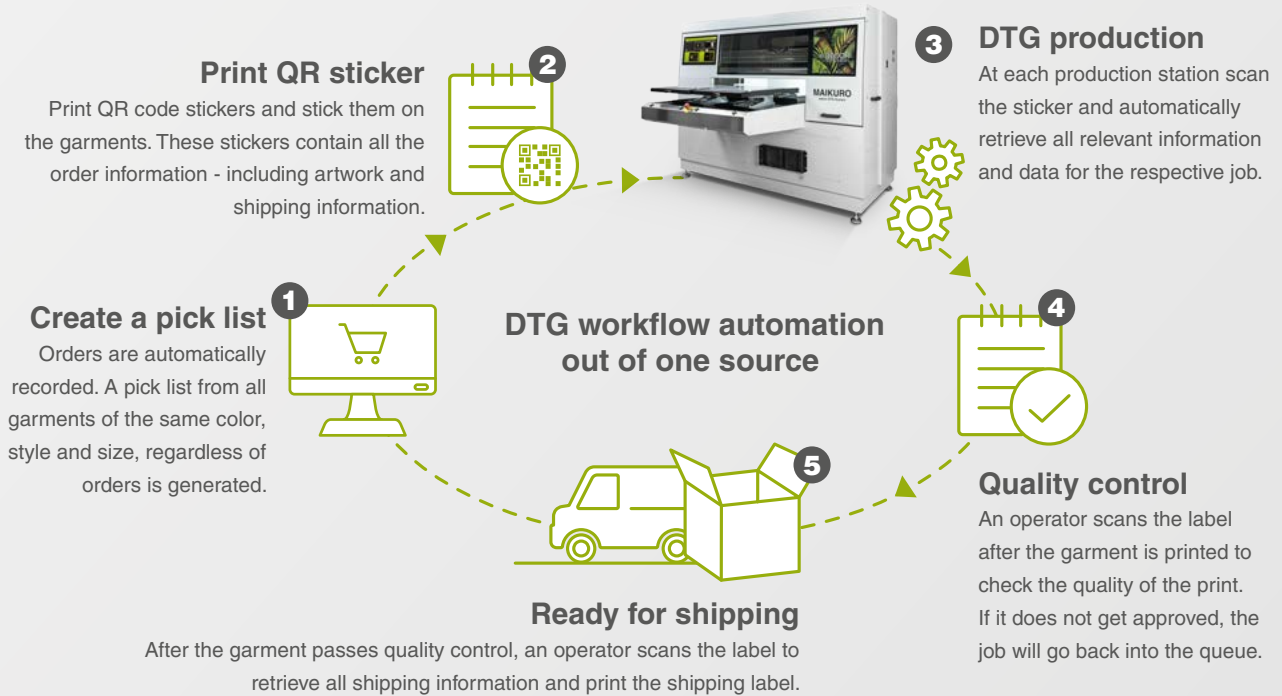 1
Create a pick list
Orders are automatically
recorded. A pick list from all
garments of the same color,
style and size, regardless of
orders is generated.
2
Print QR sticker
Print QR code stickers and stick them on
the garments. These stickers contain all the
order information - including artwork and
shipping information.
MAIKURO
3
DTG production
At each production station scan
the sticker and automatically
retrieve all relevant information
and data for the respective job.
DTG workflow automation
out of one source
4
Quality control
An operator scans the label
after the garment is printed to
check the quality of the print.
If it does not get approved, the
job will go back into the queue.
5
Ready for shipping
After the garment passes quality control, an operator scans the label to
retrieve all shipping information and print the shipping label.